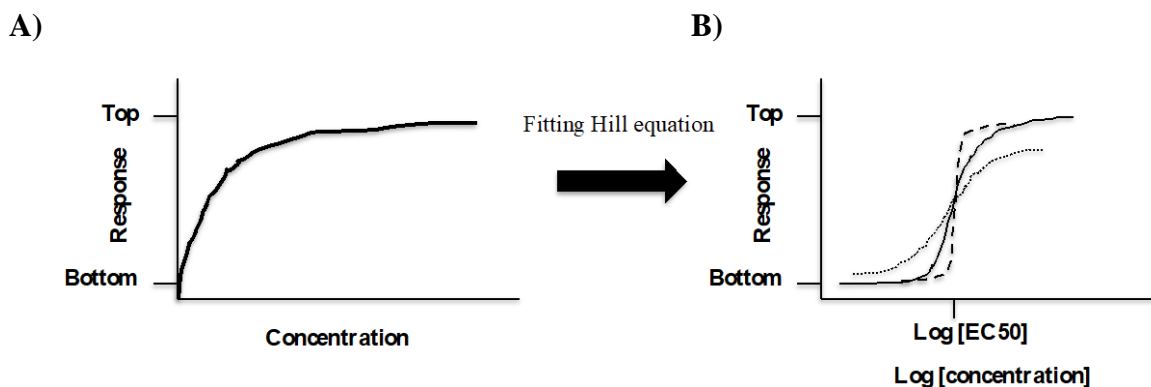 A)
B)
Top
Response
Bottom
Concentration
Fitting Hill equation
Top
Response
Bottom
Log [EC50]
Log [concentration]